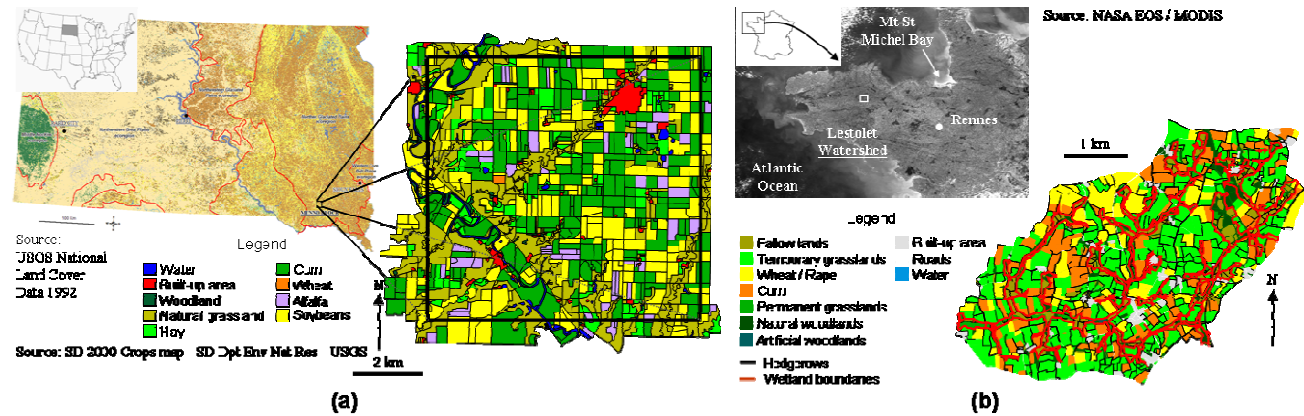 Source:
USGS National
Land Cover
Data 1992
Legend
Water
Built-up area
Woodland
Natural grassland
Hay
Corn
Wheat
Alfalfa
Soybeans
N
Source: SD 2000 Crops map SD Dpt Env Nat Res USGS
2 km
(a)
Mt St
Michel Bay
Rennes
Lestolet
Watershed
Atlantic
Ocean
Source: NASA EOS / MODIS
1 km
Legend
Fallow lands
Temporary grasslands
Wheat / Rape
Corn
Permanent grasslands
Natural woodlands
Artificial woodlands
Hedgerows
Wetland boundaries
Built-up area
Roads
Water
N
(b)